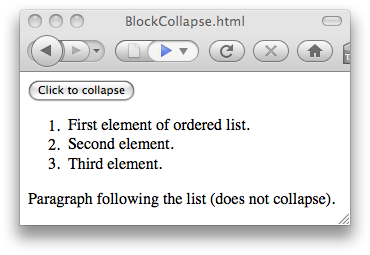 BlockCollapse.html
Click to collapse
1. First element of ordered list.
2. Second element.
3. Third element.
Paragraph following the list (does not collapse).